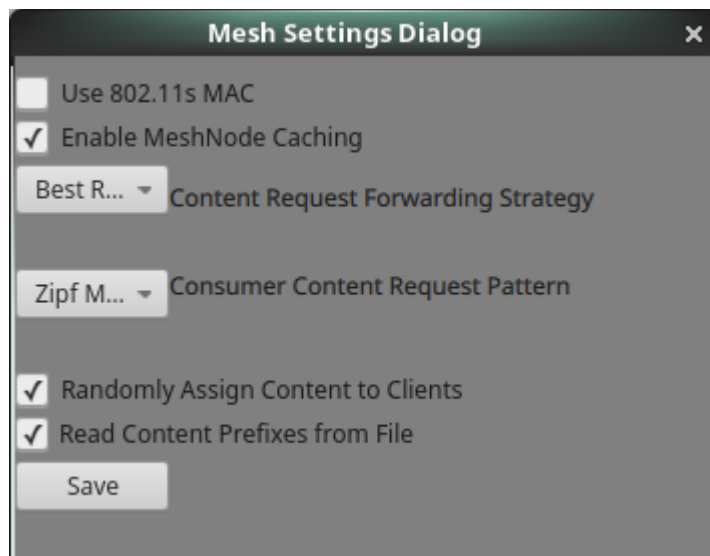 Mesh Settings Dialog
Use 802.11s MAC
Enable MeshNode Caching
Best R... Content Request Forwarding Strategy
Zipf M... Consumer Content Request Pattern
Randomly Assign Content to Clients
Read Content Prefixes from File
Save